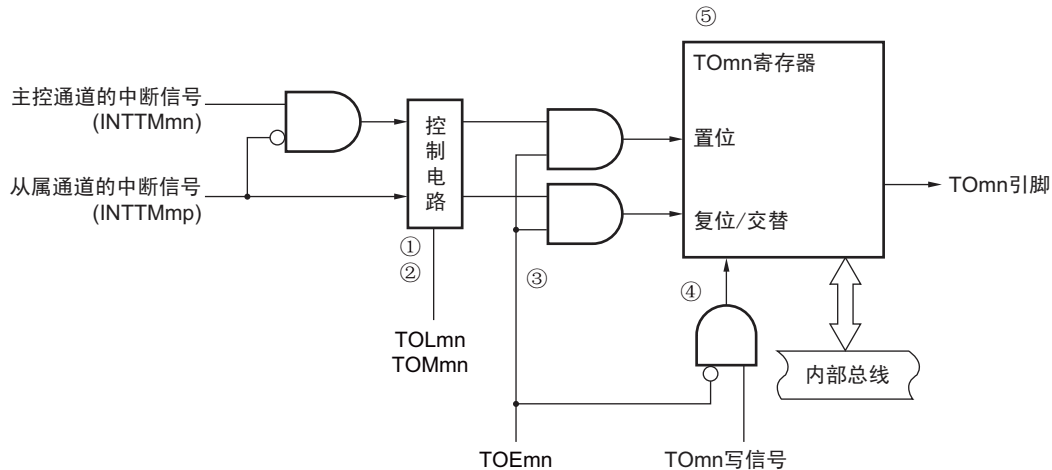 ⑤
TOmn寄存器
主控通道的中断信号
(INTTMmn)
控制电路
置位
从属通道的中断信号
(INTTMmp)
TOmn引脚
复位/交替
①
②
③
④
TOLmn
TOMmn
内部总线
TOEmn
TOmn写信号